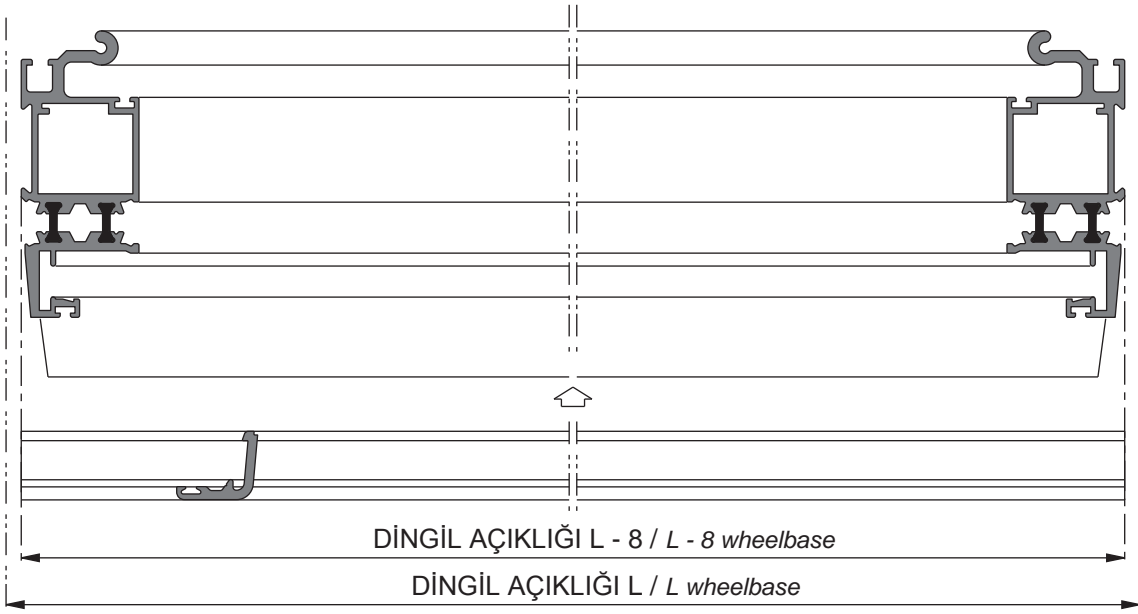 DİNGİL AÇIKLIĞI L - 8 / L - 8 wheelbase
DİNGİL AÇIKLIĞI L / L wheelbase